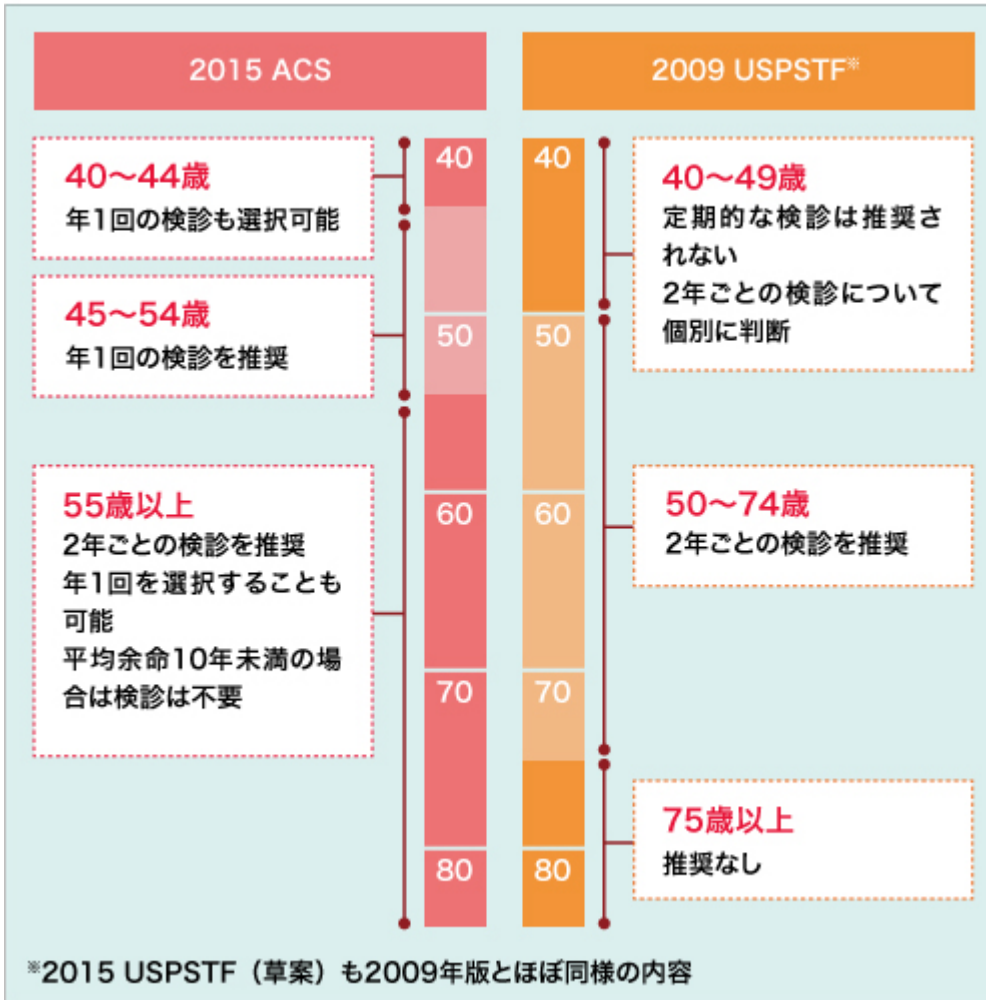 2015 ACS
40～44歳
年1回の検診も選択可能
45～54歳
年1回の検診を推奨
55歳以上
2年ごとの検診を推奨
年1回を選択することも
可能
平均余命10年未満の場
合は検診は不要
40
50
60
70
80
2009 USPSTF※
40
50
60
70
80
40～49歳
定期的な検診は推奨さ
れない
2年ごとの検診について
個別に判断
50～74歳
2年ごとの検診を推奨
75歳以上
推奨なし
※2015 USPSTF（草案）も2009年版とほぼ同様の内容